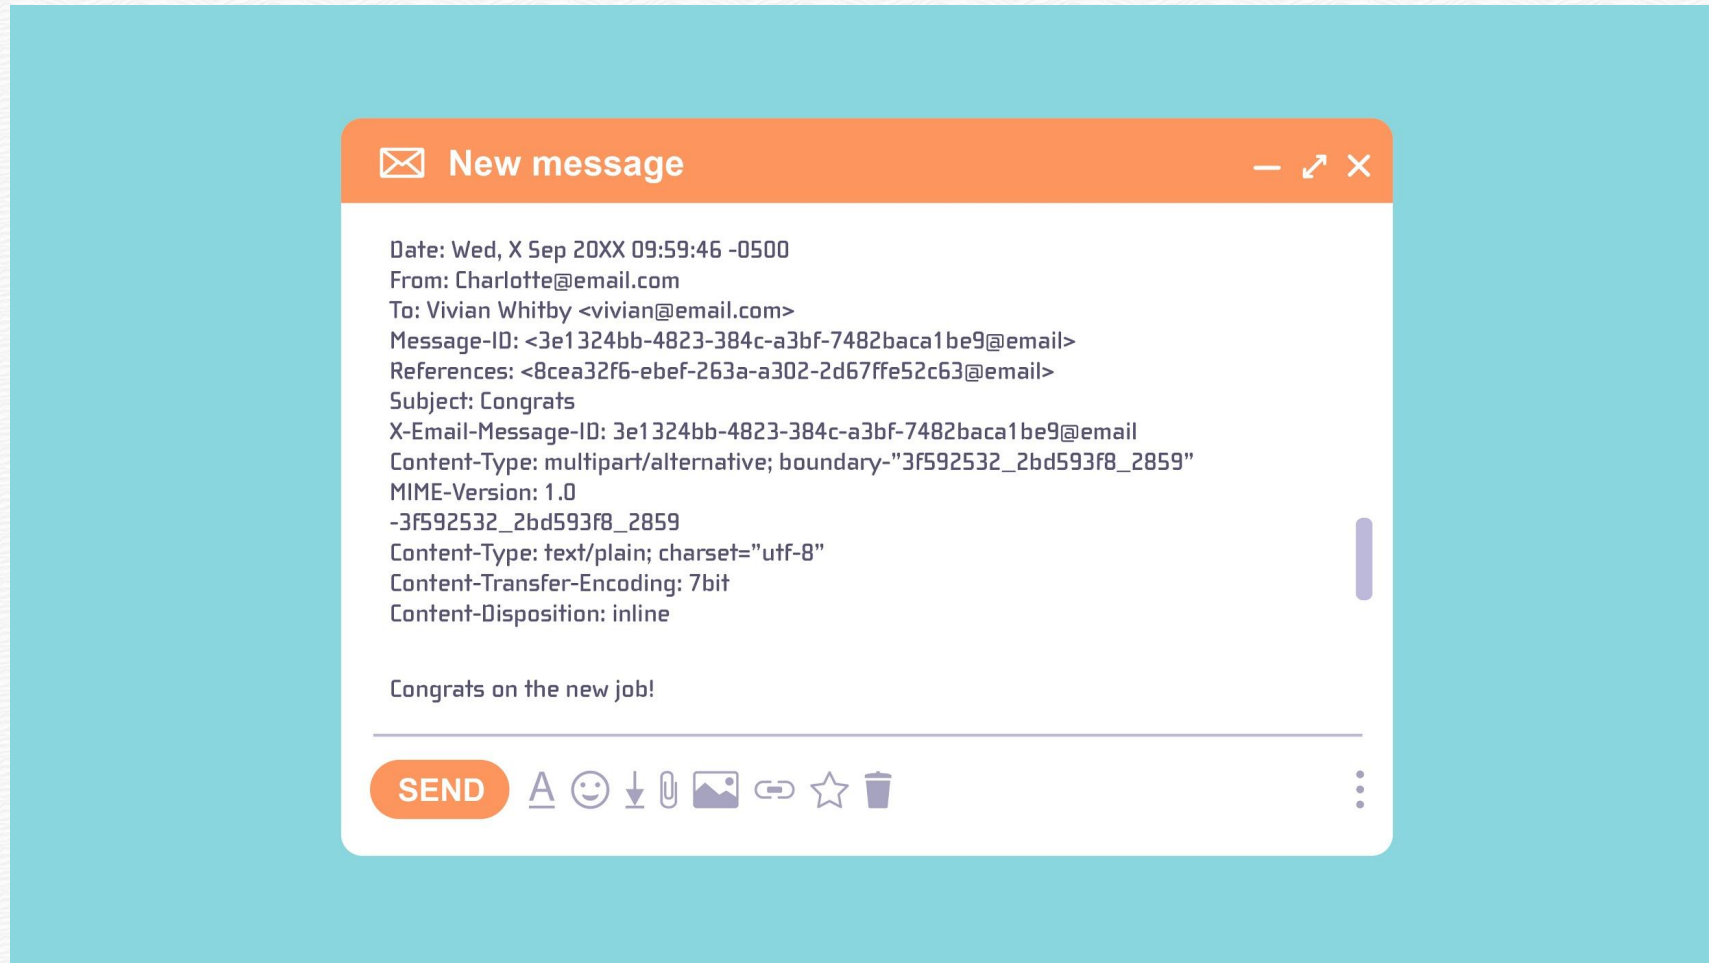 New message
Date: Wed, X Sep 20XX 09:59:46 -0500
From: Charlotte@email.com
To: Vivian Whitby <vivian@email.com>
Message-ID: <3e1324bb-4823-384c-a3bf-7482baca1be9@email>
References: <8cea32f6-ebef-263a-a302-2d67ffe52c63@email>
Subject: Congrats
X-Email-Message-ID: 3e1324bb-4823-384c-a3bf-7482baca1be9@email
Content-Type: multipart/alternative; boundary-”3f592532_2bd593f8_2859”
MIME-Version: 1.0
-3f592532_2bd593f8_2859
Content-Type: text/plain; charset=”utf-8”
Content-Transfer-Encoding: 7bit
Content-Disposition: inline
Congrats on the new job!
SEND A